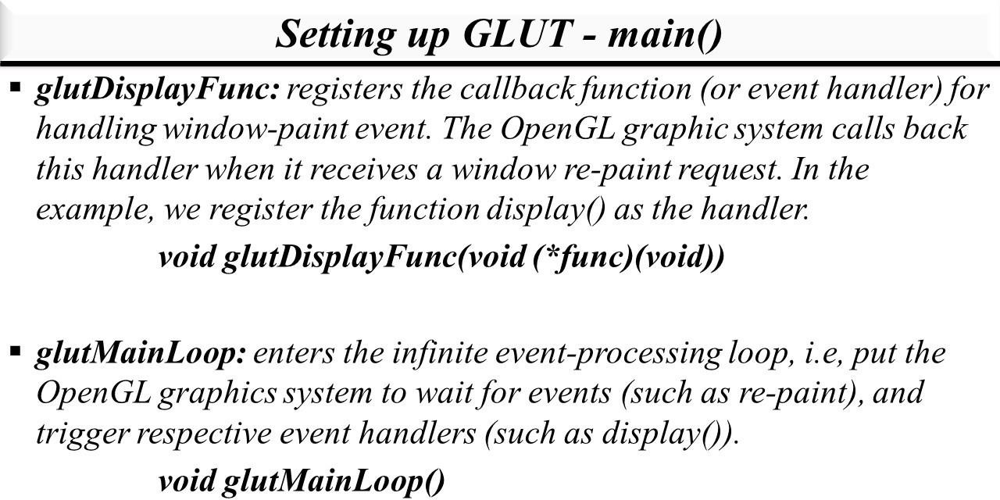 Setting up GLUT - main()
▪ glutDisplayFunc: registers the callback function (or event handler) for
handling window-paint event. The OpenGL graphic system calls back
this handler when it receives a window re-paint request. In the
example, we register the function display() as the handler.
void glutDisplayFunc(void (*func)(void))
▪ glutMainLoop: enters the infinite event-processing loop, i.e, put the
OpenGL graphics system to wait for events (such as re-paint), and
trigger respective event handlers (such as display()).
void glutMainLoop()